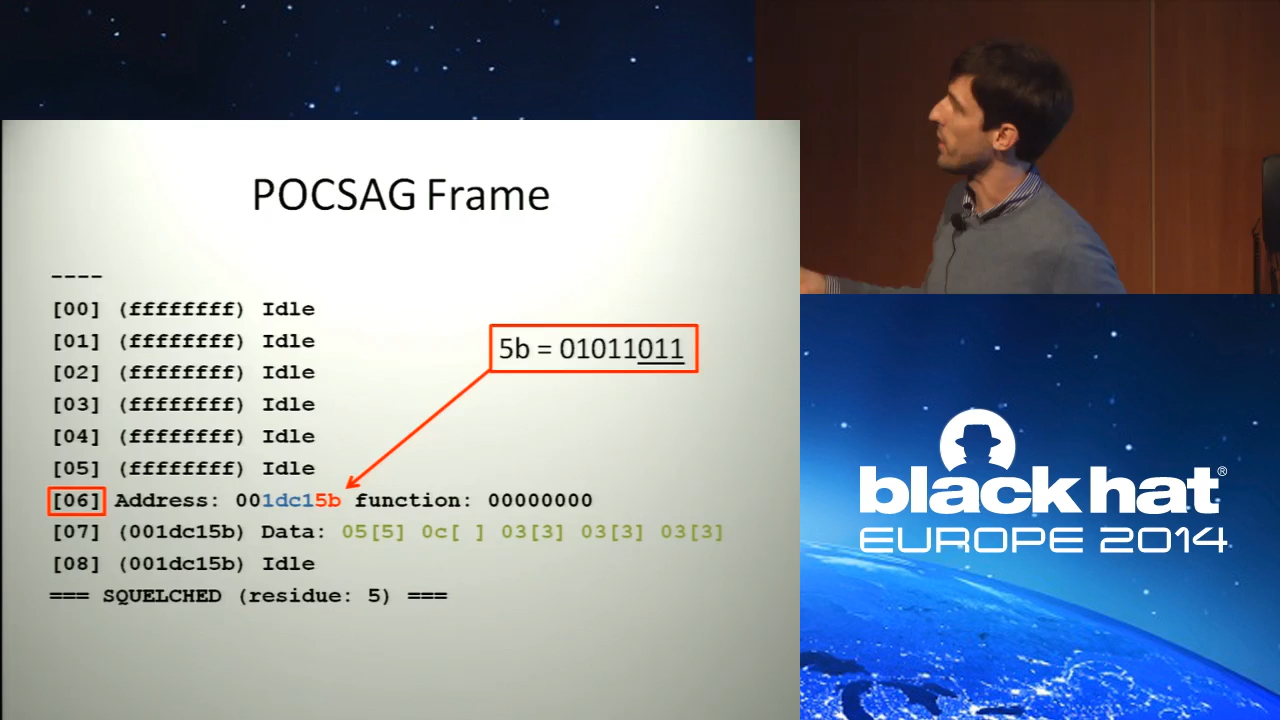 POCSAG Frame
----
[00] (ffffffff) Idle
[01] (ffffffff) Idle
[02] (ffffffff) Idle
[03] (ffffffff) Idle
[04] (ffffffff) Idle
[05] (ffffffff) Idle
[06] Address: 001dc15b function: 00000000
[07] (001dc15b) Data: 05[5] 0c[ ] 03[3] 03[3] 03[3]
[08] (001dc15b) Idle
=== SQUELCHED (residue: 5) ===
5b = 01011011
black hat®
EUROPE 2014